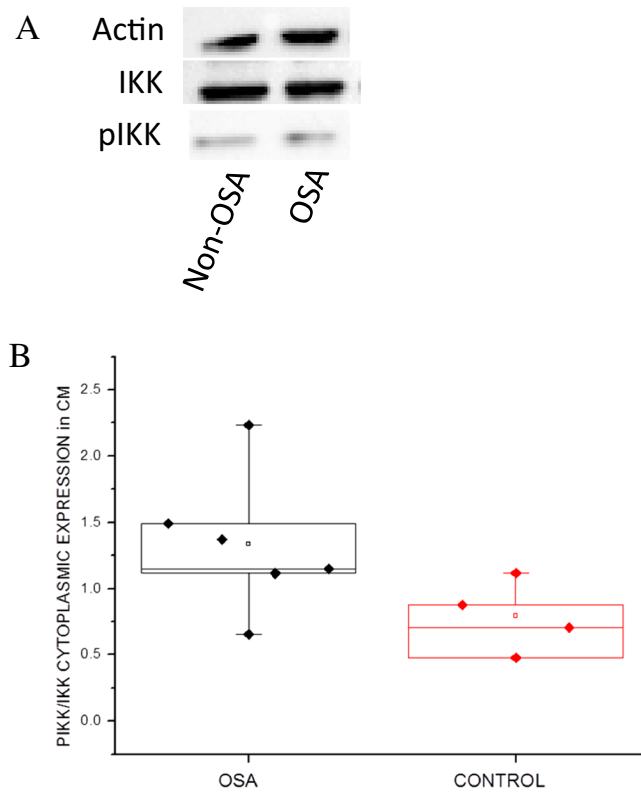 A
Actin
IKK
pIKK
Non-OSA
OSA
B
PIKK/IKK CYTOPLASMIC EXPRESSION in CM
2.5
2.0
1.5
1.0
0.5
0.0
OSA
CONTROL